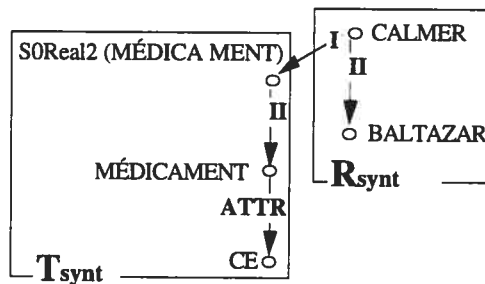 S0Real2 (MÉDICA MENT)
I
CALMER
II
II
BALTAZAR
MÉDICAMENT
Rsynt
ATTR
CE
Tsynt